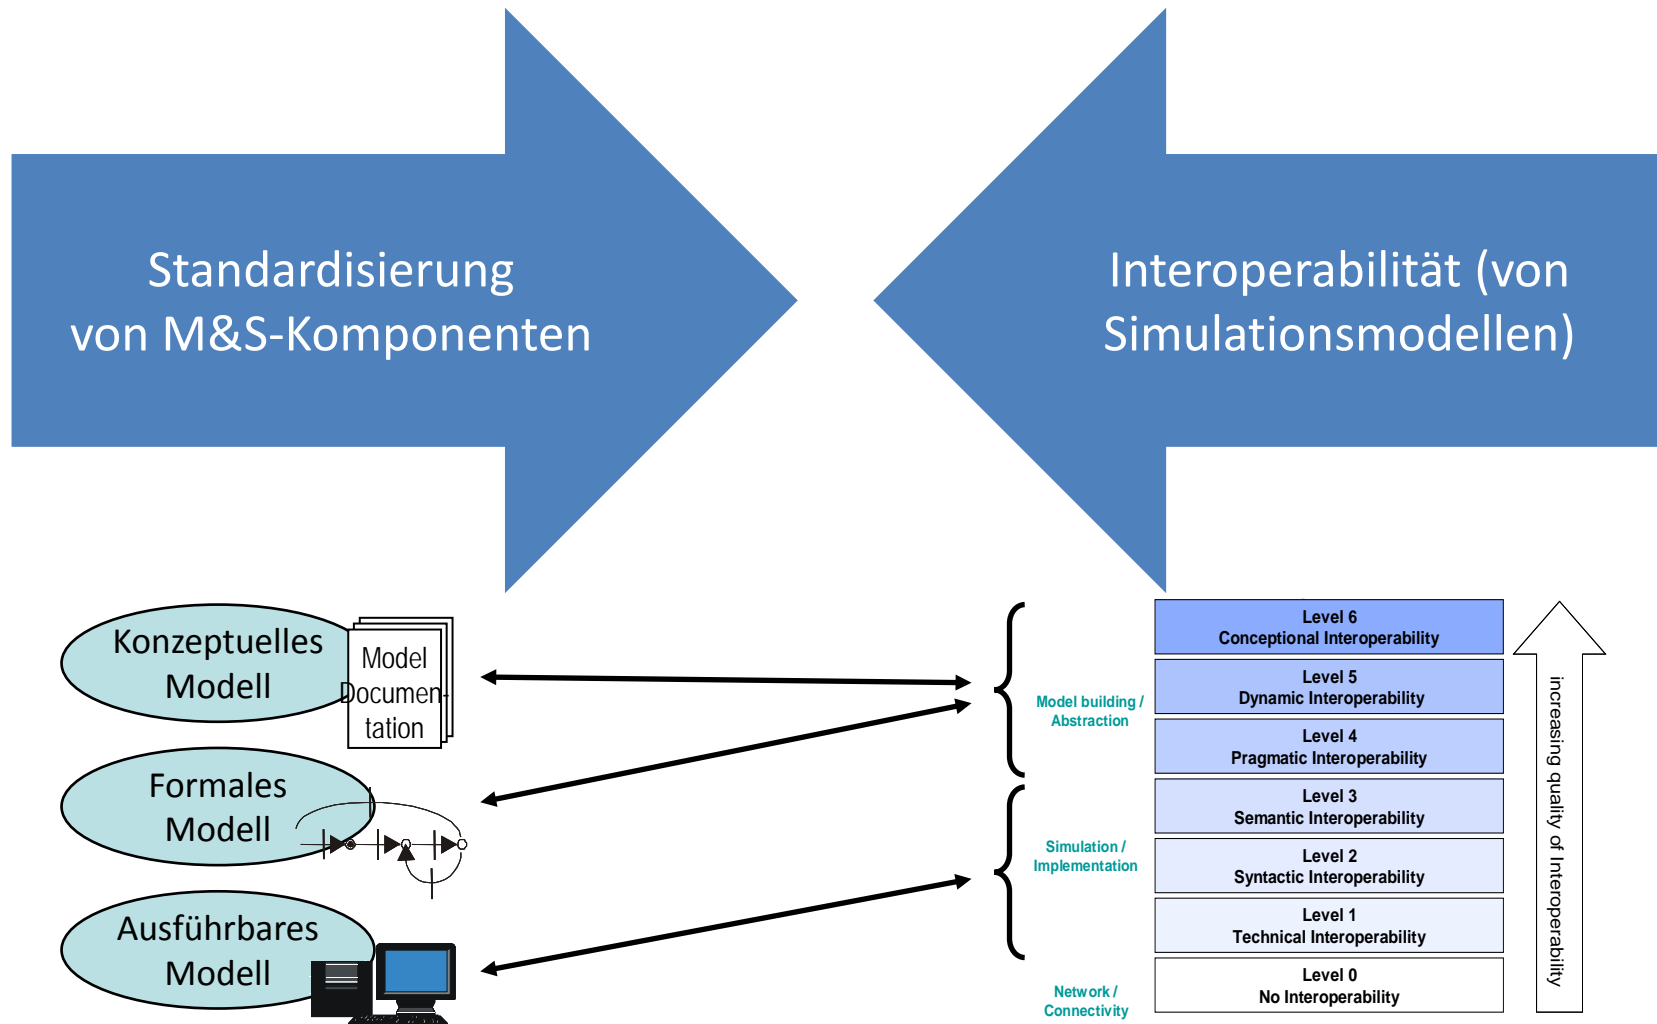 Standardisierung
von M&S-Komponenten
Interoperabilität (von
Simulationsmodellen)
Konzeptuelles
Modell
Model
Documen-
tation
Formales
Modell
Ausführbares
Modell
Model building /
Abstraction
Simulation /
Implementation
Network /
Connectivity
Level 6
Conceptional Interoperability
Level 5
Dynamic Interoperability
Level 4
Pragmatic Interoperability
Level 3
Semantic Interoperability
Level 2
Syntactic Interoperability
Level 1
Technical Interoperability
Level 0
No Interoperability
increasing quality of Interoperability